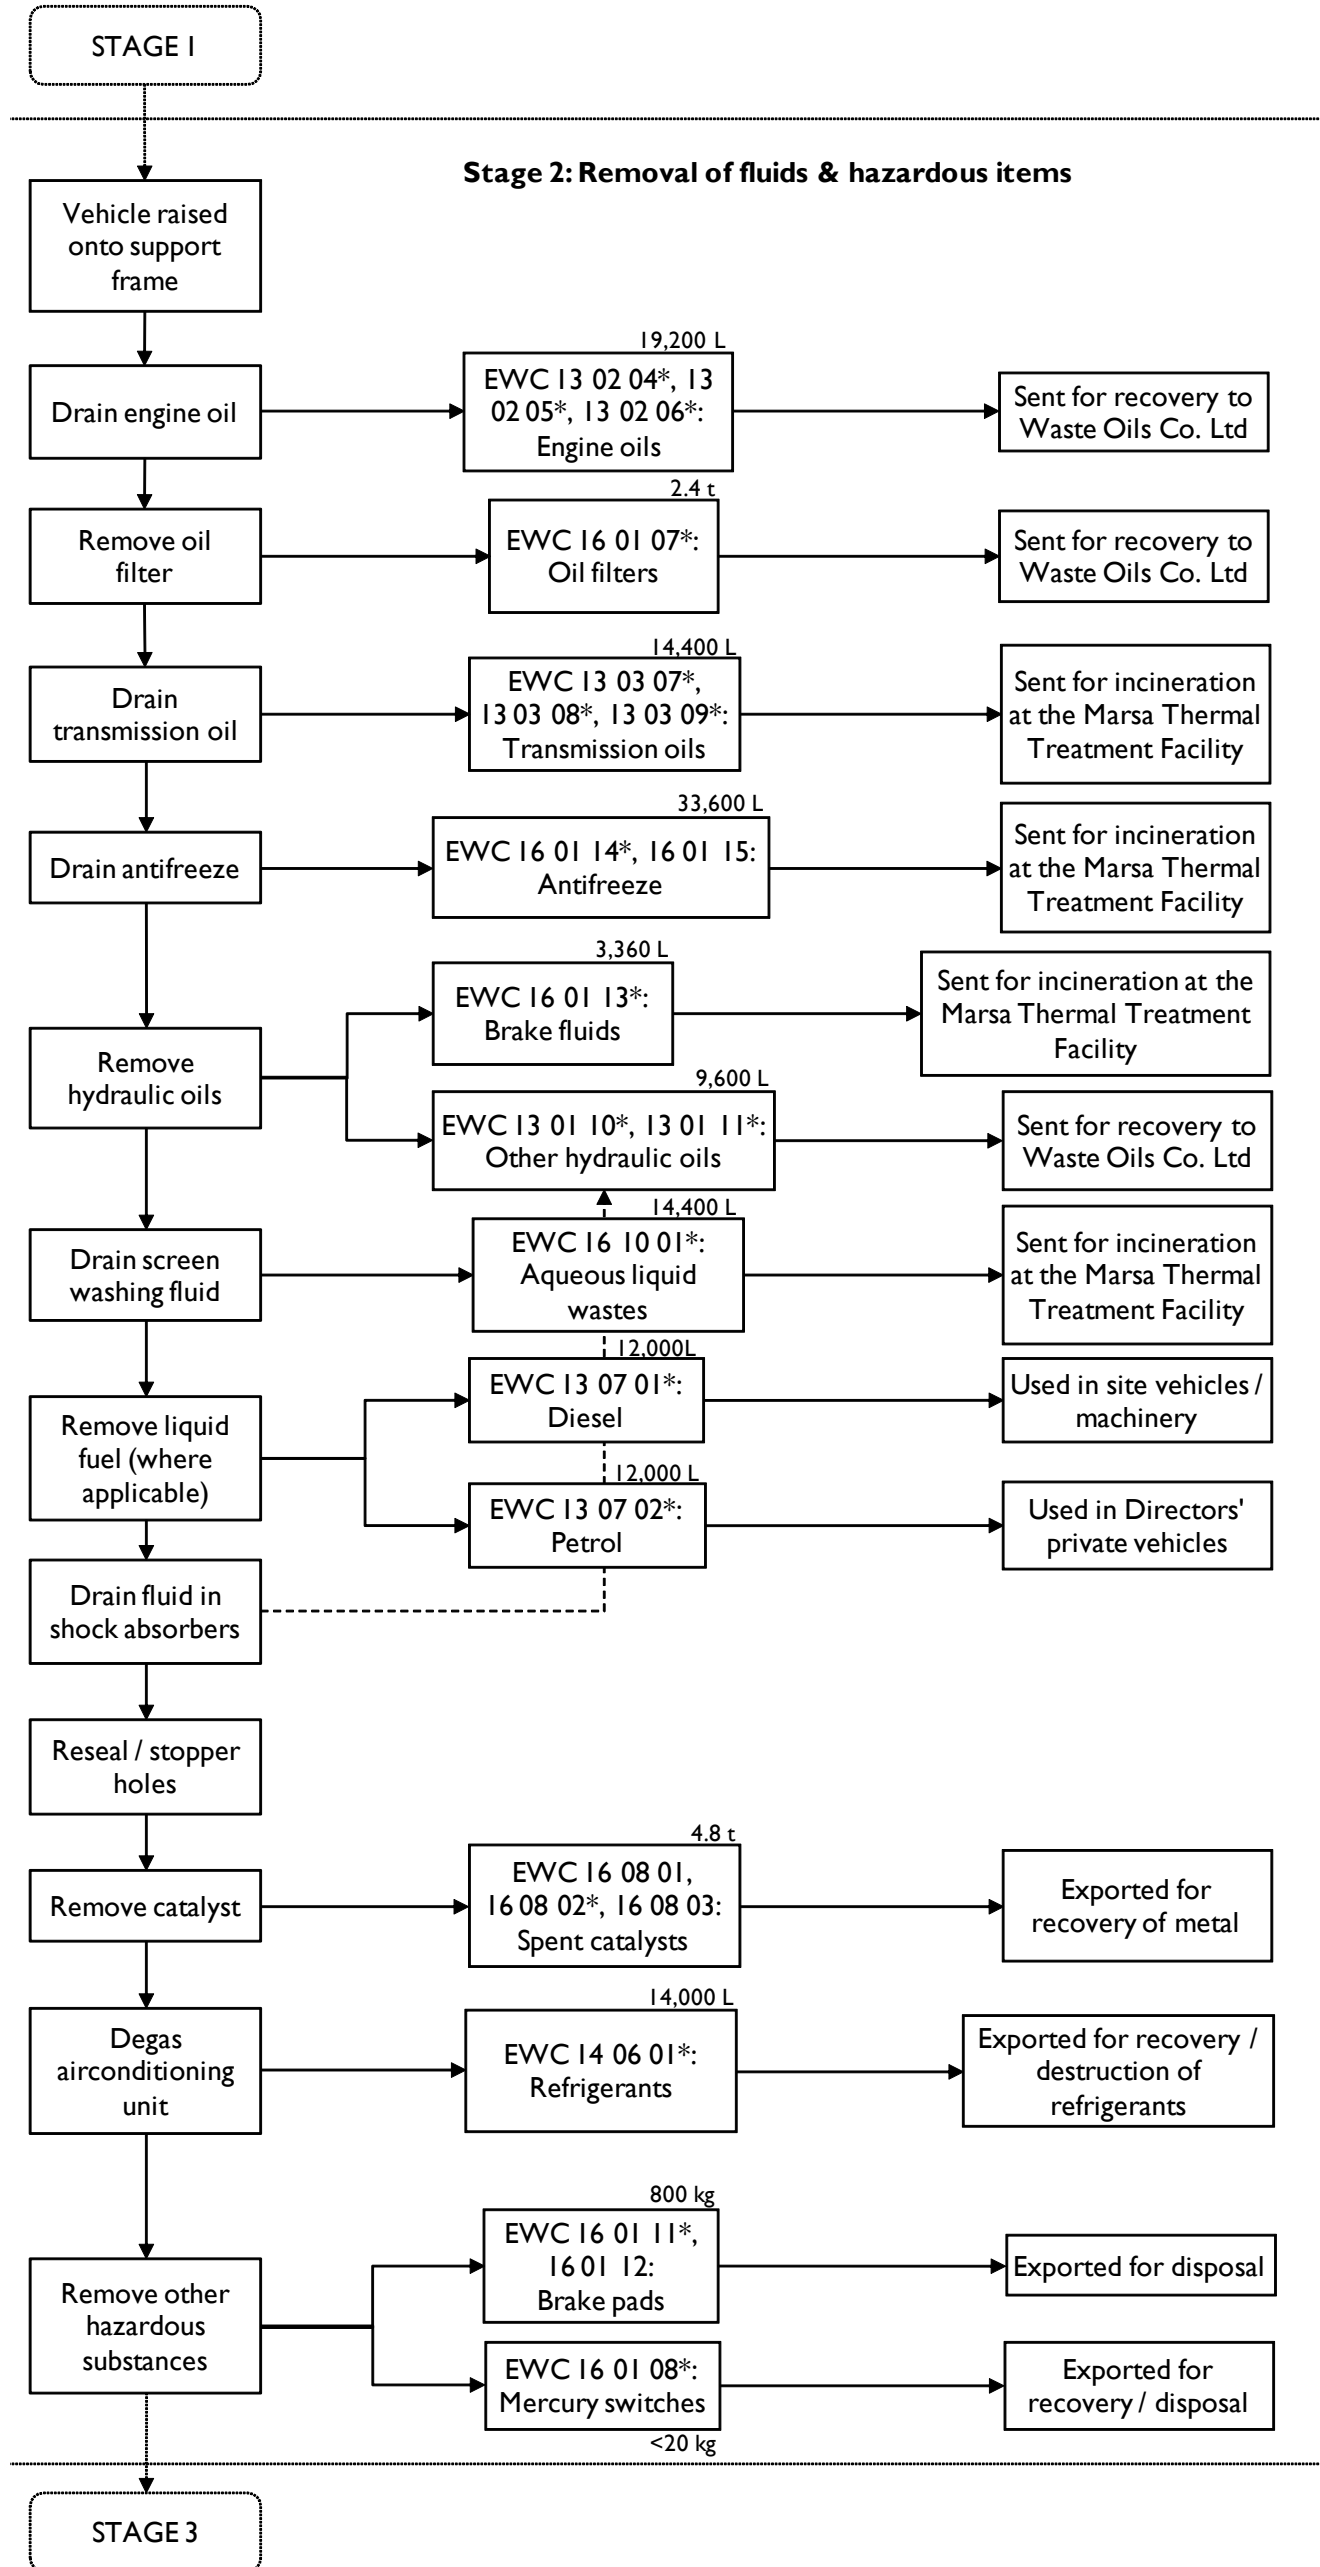 STAGE 1
Stage 2: Removal of fluids & hazardous items
Vehicle raised
onto support
frame
Drain engine oil
19,200 L
EWC 13 02 04*, 13
02 05*, 13 02 06*:
Engine oils
Sent for recovery to
Waste Oils Co. Ltd
Remove oil
filter
2.4 t
EWC 16 01 07*:
Oil filters
Sent for recovery to
Waste Oils Co. Ltd
Drain
transmission oil
14,400 L
EWC 13 03 07*,
13 03 08*, 13 03 09*:
Transmission oils
Sent for incineration
at the Marsa Thermal
Treatment Facility
Drain antifreeze
33,600 L
EWC 16 01 14*, 16 01 15:
Antifreeze
Sent for incineration
at the Marsa Thermal
Treatment Facility
Remove
hydraulic oils
3,360 L
EWC 16 01 13*:
Brake fluids
Sent for incineration at the
Marsa Thermal Treatment
Facility
9,600 L
EWC 13 01 10*, 13 01 11*:
Other hydraulic oils
Sent for recovery to
Waste Oils Co. Ltd
Drain screen
washing fluid
14,400 L
EWC 16 10 01*:
Aqueous liquid
wastes
Sent for incineration
at the Marsa Thermal
Treatment Facility
Remove liquid
fuel (where
applicable)
12,000L
EWC 13 07 01*:
Diesel
Used in site vehicles /
machinery
12,000 L
EWC 13 07 02*:
Petrol
Used in Directors'
private vehicles
Drain fluid in
shock absorbers
Reseal / stopper
holes
Remove catalyst
4.8 t
EWC 16 08 01,
16 08 02*, 16 08 03:
Spent catalysts
Exported for
recovery of metal
Degas
airconditioning
unit
14,000 L
EWC 14 06 01*:
Refrigerants
Exported for recovery /
destruction of
refrigerants
Remove other
hazardous
substances
800 kg
EWC 16 01 11*,
16 01 12:
Brake pads
Exported for disposal
EWC 16 01 08*:
Mercury switches
<20 kg
Exported for
recovery / disposal
STAGE 3